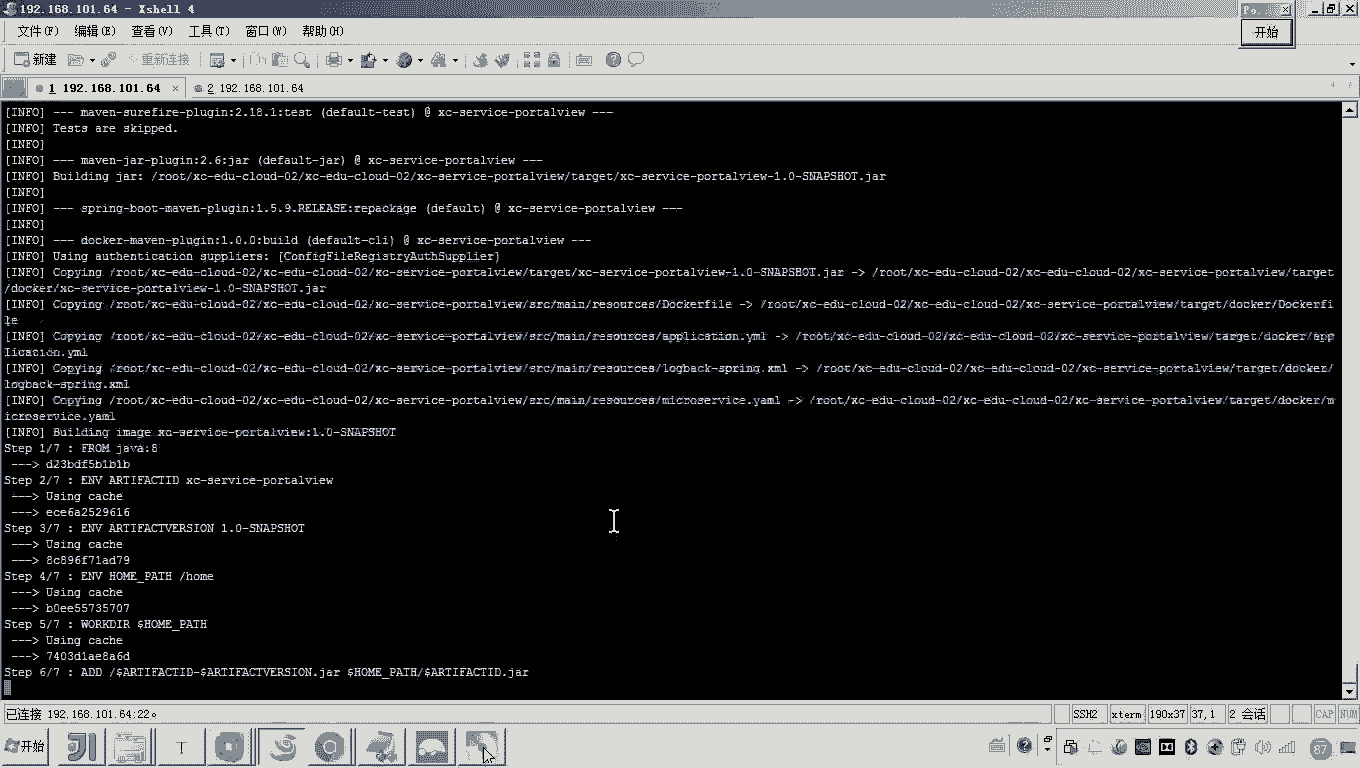 192.168.101.64 - Xshell 4
Po.. x
文件(F) 编辑(E) 查看(V) 工具(T) 窗口(W) 帮助(H)
开始
新建 重新连接
1 192.168.101.64 × 2 192.168.101.64
[INFO] --- maven-surefire-plugin:2.18.1:test (default-test) @ xc-service-portalview ---
[INFO] Tests are skipped.
[INFO]
[INFO] --- maven-jar-plugin:2.6:jar (default-jar) @ xc-service-portalview ---
[INFO] Building jar: /root/xc-edu-cloud-02/xc-edu-cloud-02/xc-service-portalview/target/xc-service-portalview-1.0-SNAPSHOT.jar
[INFO]
[INFO] --- spring-boot-maven-plugin:1.5.9.RELEASE:repackage (default) @ xc-service-portalview ---
[INFO]
[INFO] --- docker-maven-plugin:1.0.0:build (default-cli) @ xc-service-portalview ---
[INFO] Using authentication suppliers: [ConfigFileRegistryAuthSupplier]
[INFO] Copying /root/xc-edu-cloud-02/xc-edu-cloud-02/xc-service-portalview/target/xc-service-portalview-1.0-SNAPSHOT.jar -> /root/xc-edu-cloud-02/xc-edu-cloud-02/xc-service-portalview/target
/docker/xc-service-portalview-1.0-SNAPSHOT.jar
[INFO] Copying /root/xc-edu-cloud-02/xc-edu-cloud-02/xc-service-portalview/src/main/resources/Dockerfile -> /root/xc-edu-cloud-02/xc-edu-cloud-02/xc-service-portalview/target/docker/Dockerfi
le
[INFO] Copying /root/xc-edu-cloud-02/xc-edu-cloud-02/xc-service-portalview/src/main/resources/application.yml -> /root/xc-edu-cloud-02/xc-edu-cloud-02/xc-service-portalview/target/docker/app
lication.yml
[INFO] Copying /root/xc-edu-cloud-02/xc-edu-cloud-02/xc-service-portalview/src/main/resources/logback-spring.xml -> /root/xc-edu-cloud-02/xc-edu-cloud-02/xc-service-portalview/target/docker/
logback-spring.xml
[INFO] Copying /root/xc-edu-cloud-02/xc-edu-cloud-02/xc-service-portalview/src/main/resources/microservice.yaml -> /root/xc-edu-cloud-02/xc-edu-cloud-02/xc-service-portalview/target/docker/m
icroservice.yaml
[INFO] Building image xc-service-portalview:1.0-SNAPSHOT
Step 1/7 : FROM java:8
---> d23bdf5b1b1b
Step 2/7 : ENV ARTIFACTID xc-service-portalview
---> Using cache
---> ece6a2529616
Step 3/7 : ENV ARTIFACTVERSION 1.0-SNAPSHOT
---> Using cache
---> 8c896f71ad79
Step 4/7 : ENV HOME_PATH /home
---> Using cache
---> b0ee55735707
Step 5/7 : WORKDIR $HOME_PATH
---> Using cache
---> 7403d1ae8a6d
Step 6/7 : ADD /$ARTIFACTID-$ARTIFACTVERSION.jar $HOME_PATH/$ARTIFACTID.jar
已连接 192.168.101.64:22。 SSH2 xterm 190x37 37,1 2 会话 CAP NUM
开始 T 87